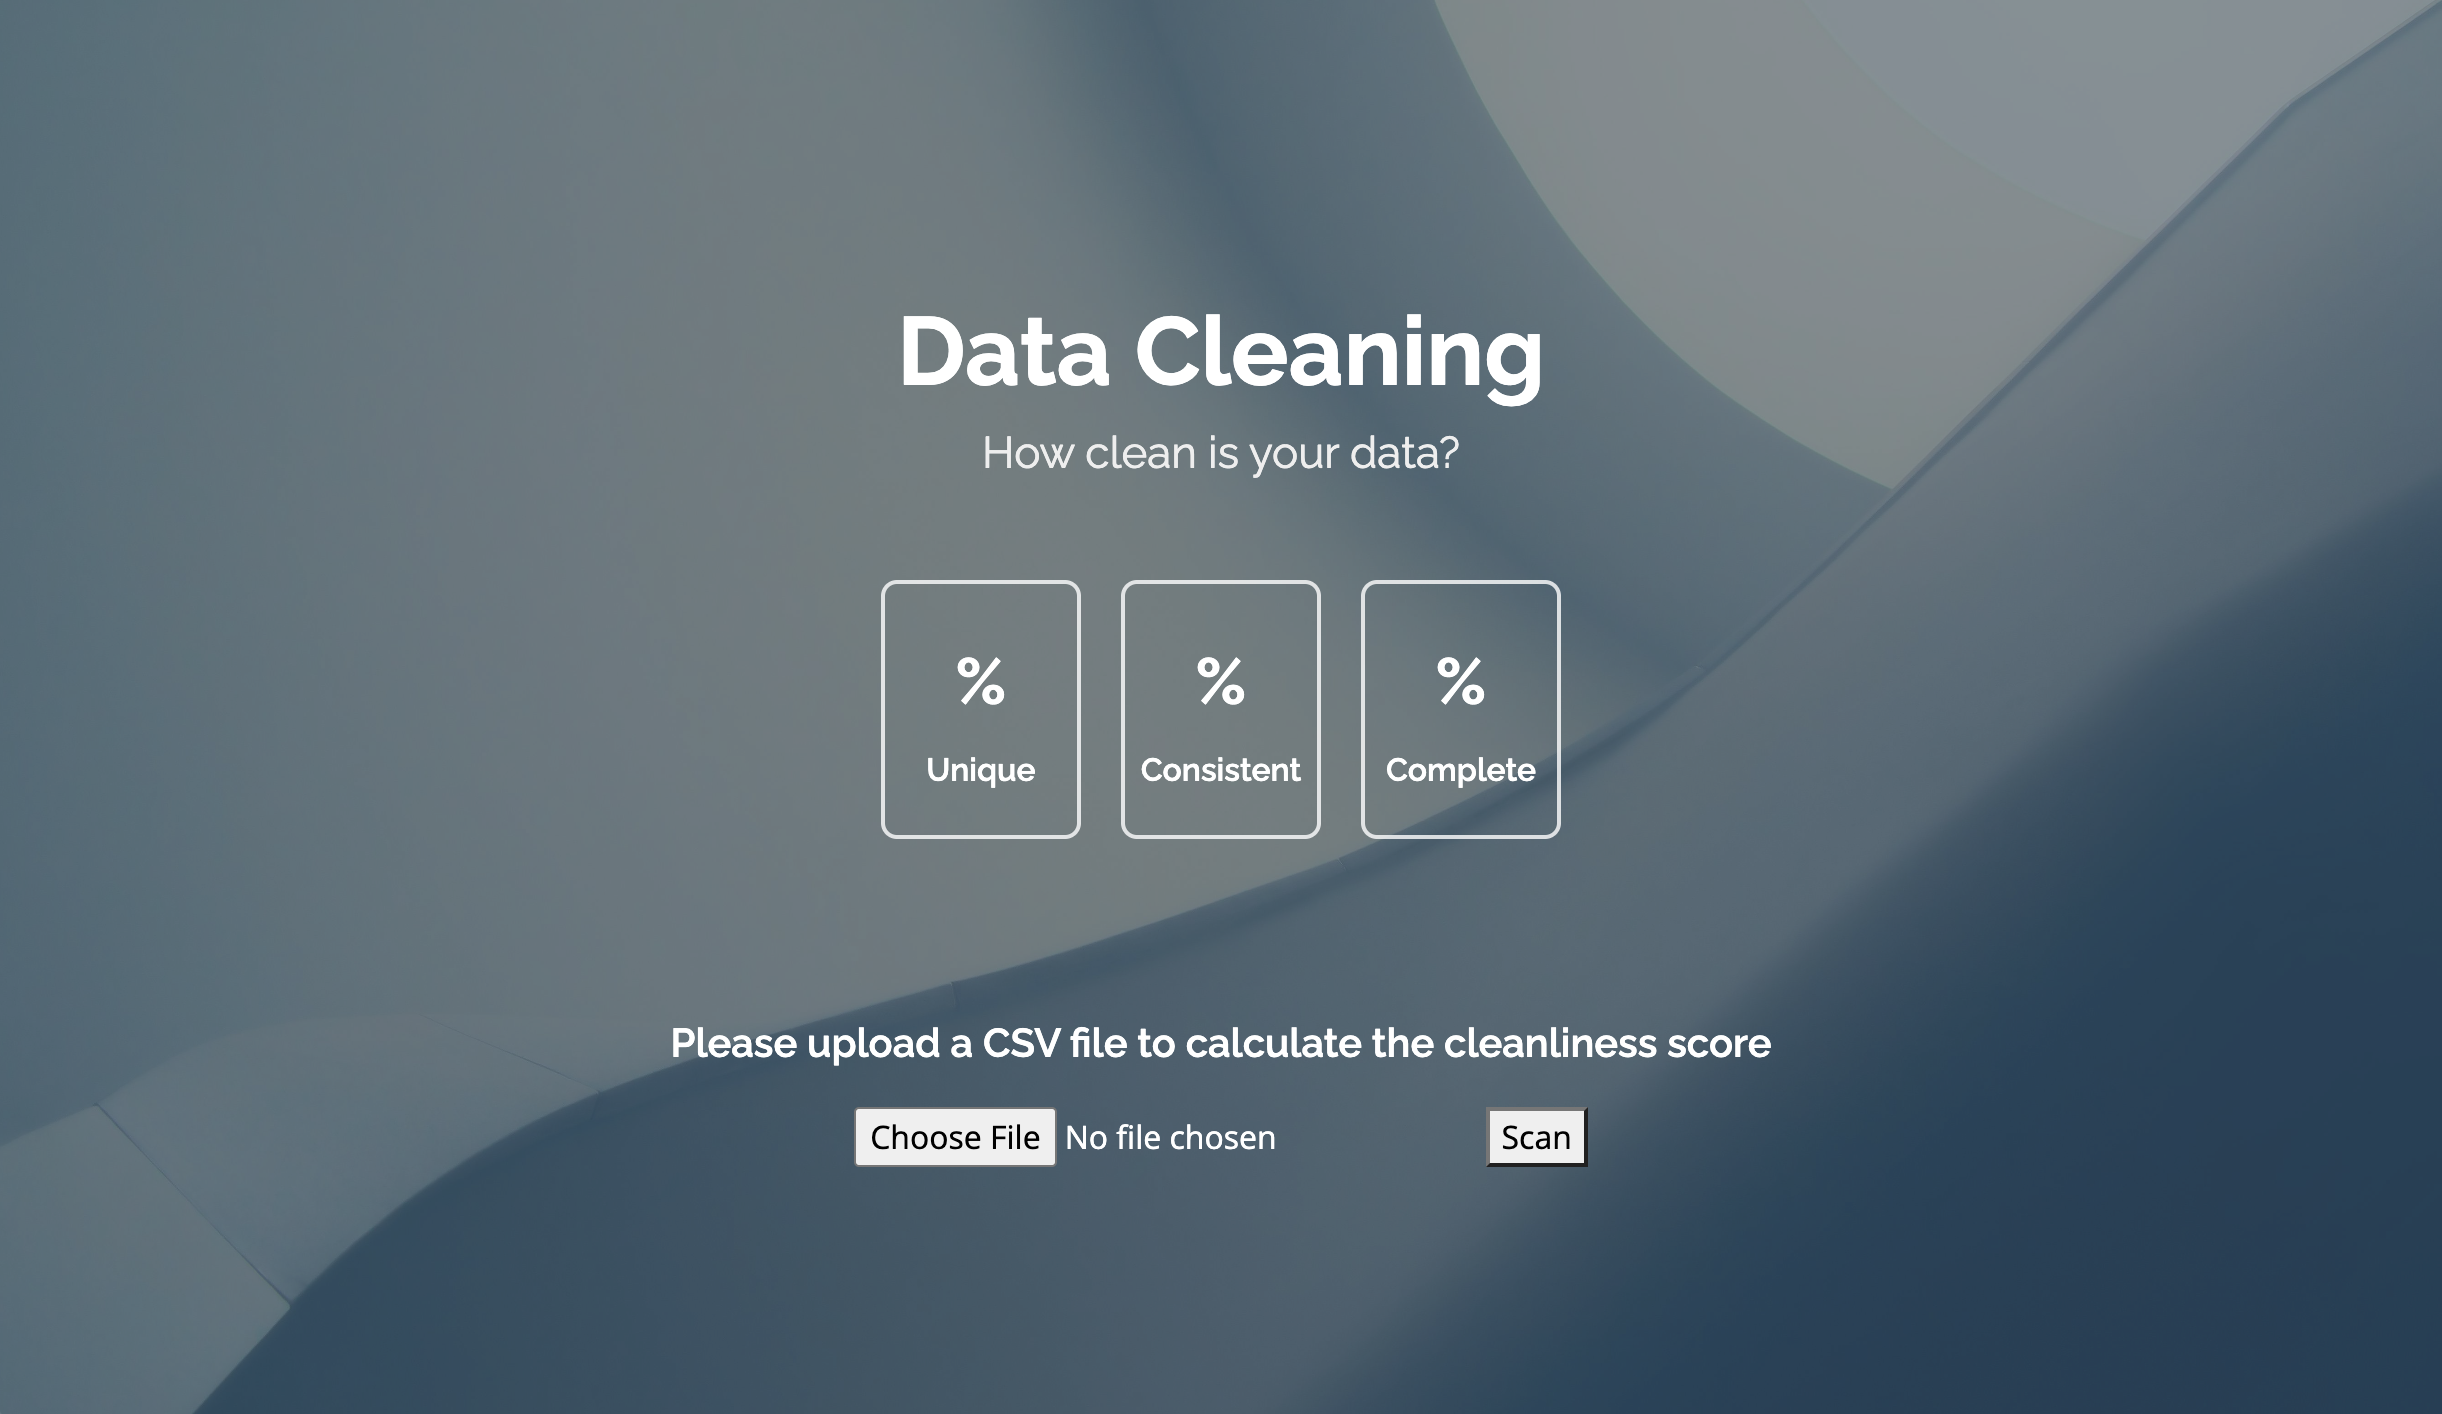 Data Cleaning
How clean is your data?
% % %
Unique Consistent Complete
Please upload a CSV file to calculate the cleanliness score
Choose File No file chosen Scan